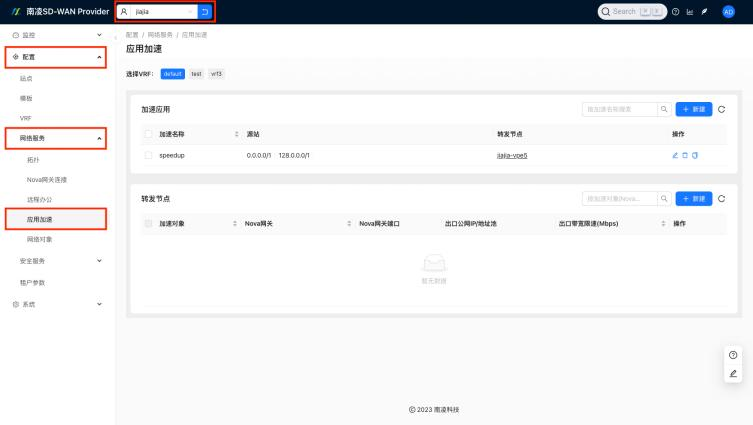 南凌SD-WAN Provider
jiajia
Search
AD
监控
配置
站点
模板
VRF
网络服务
拓扑
Nova网关连接
远程办公
应用加速
网络对象
安全服务
租户参数
系统
配置 / 网络服务 / 应用加速
应用加速
选择VRF: default test vrf3
加速应用
按加速名称搜索
+ 新建
加速名称 源站 转发节点 操作
speedup 0.0.0.0/1 128.0.0.0/1 jiajia-vpe5
转发节点
按加速对象/Nova...
+ 新建
加速对象 Nova网关 Nova网关端口 出口公网IP/地址池 出口带宽限速(Mbps) 操作
暂无数据
© 2023 南凌科技